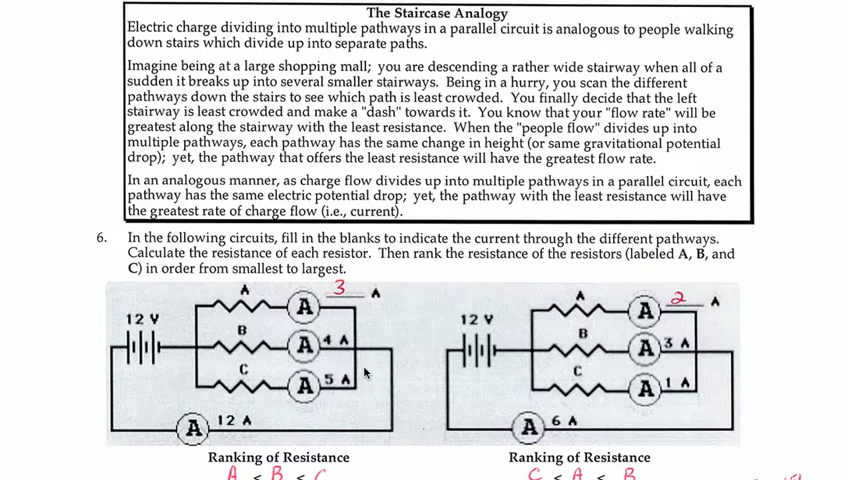 The Staircase Analogy
Electric charge dividing into multiple pathways in a parallel circuit is analogous to people walking
down stairs which divide up into separate paths.
Imagine being at a large shopping mall; you are descending a rather wide stairway when all of a
sudden it breaks up into several smaller stairways. Being in a hurry, you scan the different
pathways down the stairs to see which path is least crowded. You finally decide that the left
stairway is least crowded and make a "dash" towards it. You know that your "flow rate" will be
greatest along the stairway with the least resistance. When the "people flow" divides up into
multiple pathways, each pathway has the same change in height (or same gravitational potential
drop); yet, the pathway that offers the least resistance will have the greatest flow rate.
In an analogous manner, as charge flow divides up into multiple pathways in a parallel circuit, each
pathway has the same electric potential drop; yet, the pathway with the least resistance will have
the greatest rate of charge flow (i.e., current).
6. In the following circuits, fill in the blanks to indicate the current through the different pathways.
Calculate the resistance of each resistor. Then rank the resistance of the resistors (labeled A, B, and
C) in order from smallest to largest.
A A 3 A
12 V
B A 4 A
C A 5 A
A 12 A
A A 2 A
12 V
B A 3 A
C A 1 A
A 6 A
Ranking of Resistance Ranking of Resistance
A < B < C C < A < B